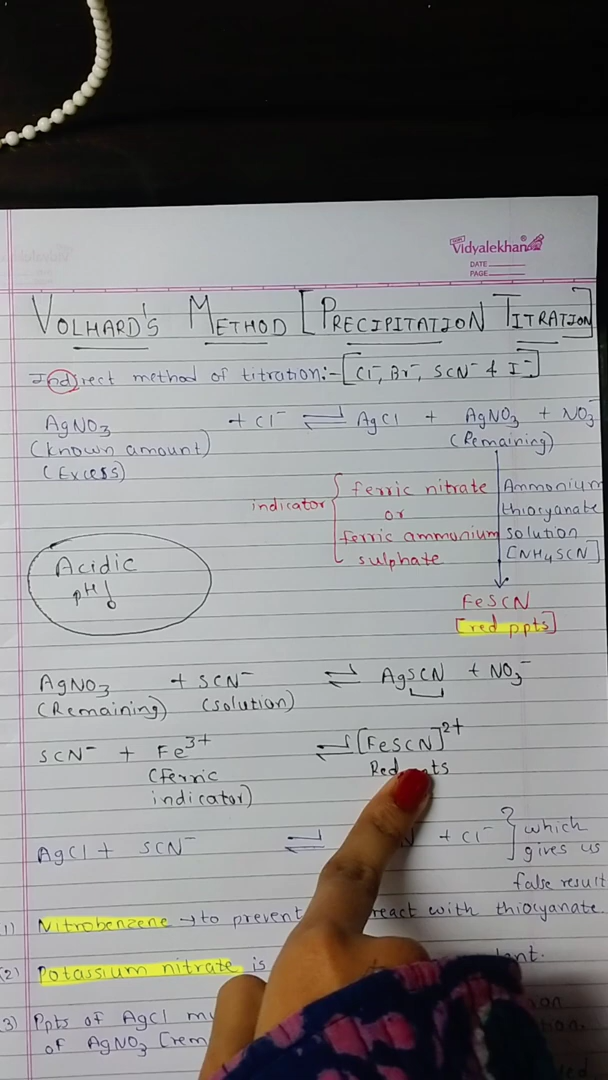 Vidyalekhan
DATE
PAGE
VOLHARD'S METHOD [PRECIPITATION TITRATION]
Indirect method of titration:- [Cl⁻, Br⁻, SCN⁻ & I⁻]
AgNO3 + Cl⁻ ⇌ AgCl + AgNO3 + NO3⁻
(Known amount) (Remaining)
(Excess)
indicator { ferric nitrate
or
ferric ammonium
sulphate
Ammonium
thiocyanate
solution
[NH4SCN]
Acidic
pH↓
FeSCN
[red ppts]
AgNO3 + SCN⁻ ⇌ AgSCN + NO3⁻
(Remaining) (solution)
SCN⁻ + Fe³⁺ ⇌ [FeSCN]²⁺
(ferric Red
indicator)
AgCl + SCN⁻ ⇌ + Cl⁻ } which
gives us
false result
1) Nitrobenzene → to prevent react with thiocyanate.
(2) Potassium nitrate is
3) Ppts of AgCl
of AgNO3